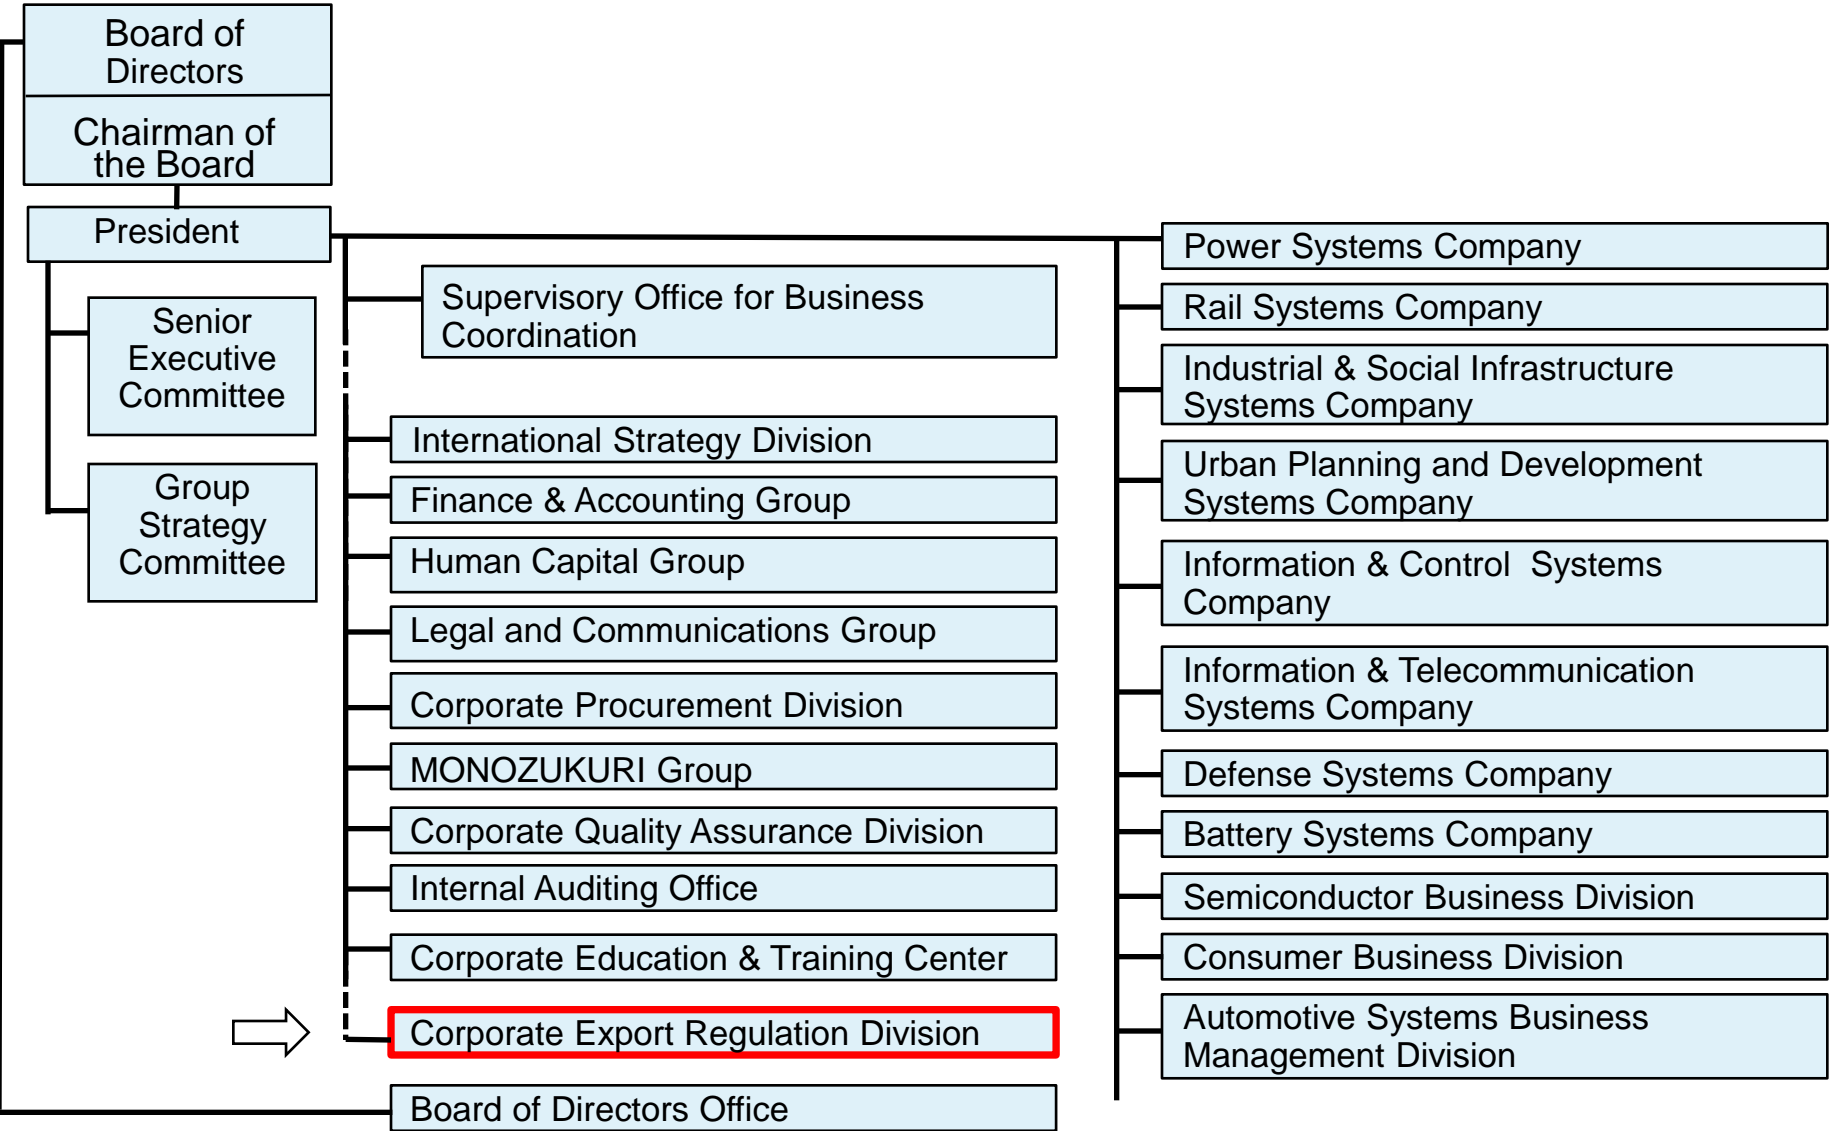 Board of
Directors
Chairman of
the Board
President
Senior
Executive
Committee
Group
Strategy
Committee
Supervisory Office for Business
Coordination
International Strategy Division
Finance & Accounting Group
Human Capital Group
Legal and Communications Group
Corporate Procurement Division
MONOZUKURI Group
Corporate Quality Assurance Division
Internal Auditing Office
Corporate Education & Training Center
Corporate Export Regulation Division
Board of Directors Office
Power Systems Company
Rail Systems Company
Industrial & Social Infrastructure
Systems Company
Urban Planning and Development
Systems Company
Information & Control Systems
Company
Information & Telecommunication
Systems Company
Defense Systems Company
Battery Systems Company
Semiconductor Business Division
Consumer Business Division
Automotive Systems Business
Management Division